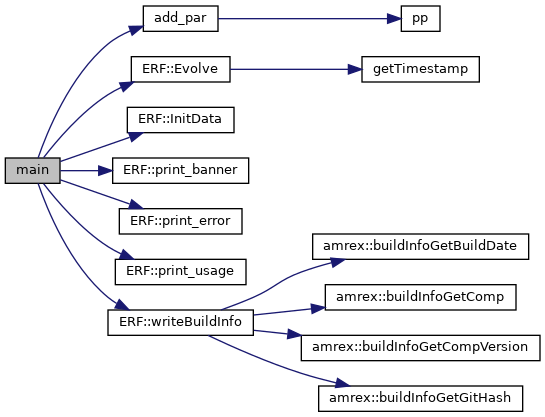 add_par
pp
ERF::Evolve
getTimestamp
ERF::InitData
main
ERF::print_banner
ERF::print_error
amrex::buildInfoGetBuildDate
ERF::print_usage
amrex::buildInfoGetComp
ERF::writeBuildInfo
amrex::buildInfoGetCompVersion
amrex::buildInfoGetGitHash